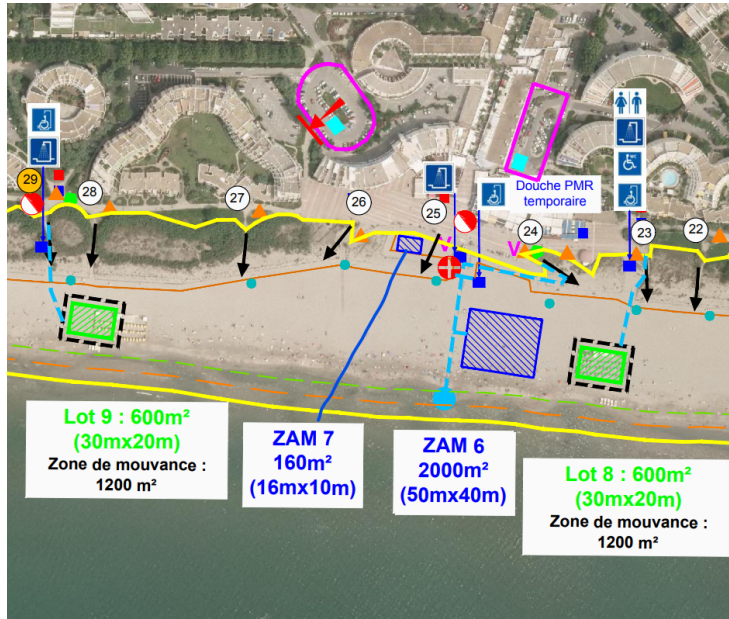 29
28
27
26
25
Douche PMR
temporaire
24
V
V
23
22
Lot 9 : 600m²
(30mx20m)
Zone de mouvance :
1200 m²
ZAM 7
160m²
(16mx10m)
ZAM 6
2000m²
(50mx40m)
Lot 8 : 600m²
(30mx20m)
Zone de mouvance :
1200 m²